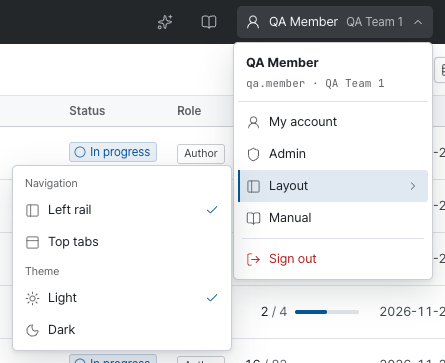 QA Member QA Team 1
QA Member
qa.member · QA Team 1
Status Role
My account
In progress Author
Admin
Navigation
Layout
Left rail
Manual
Top tabs
Theme
Sign out
Light
2 / 4 2026-11-2
Dark